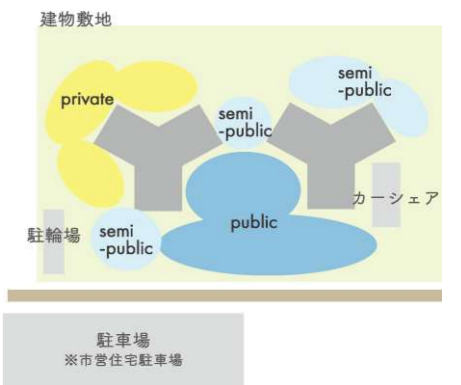 建物敷地
private
semi
-public
semi
-public
カーシェア
public
駐輪場
semi
-public
駐車場
※市営住宅駐車場